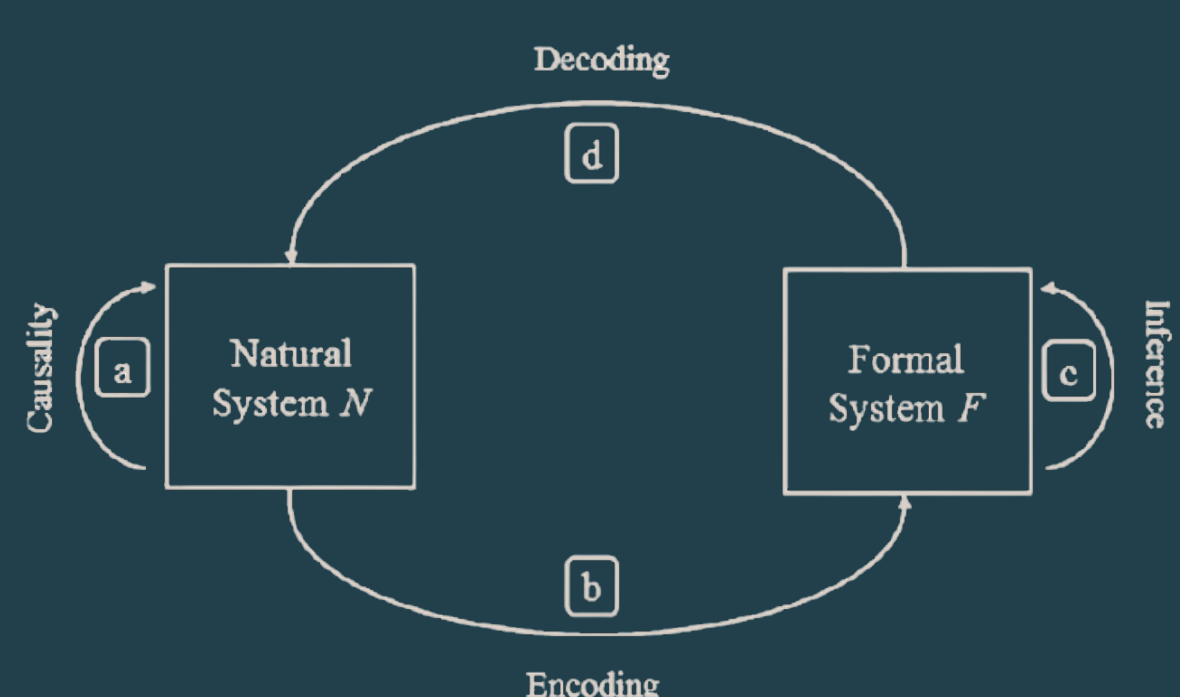 Decoding
d
Causality
a
Natural
System N
Formal
System F
c
Inference
b
Encoding